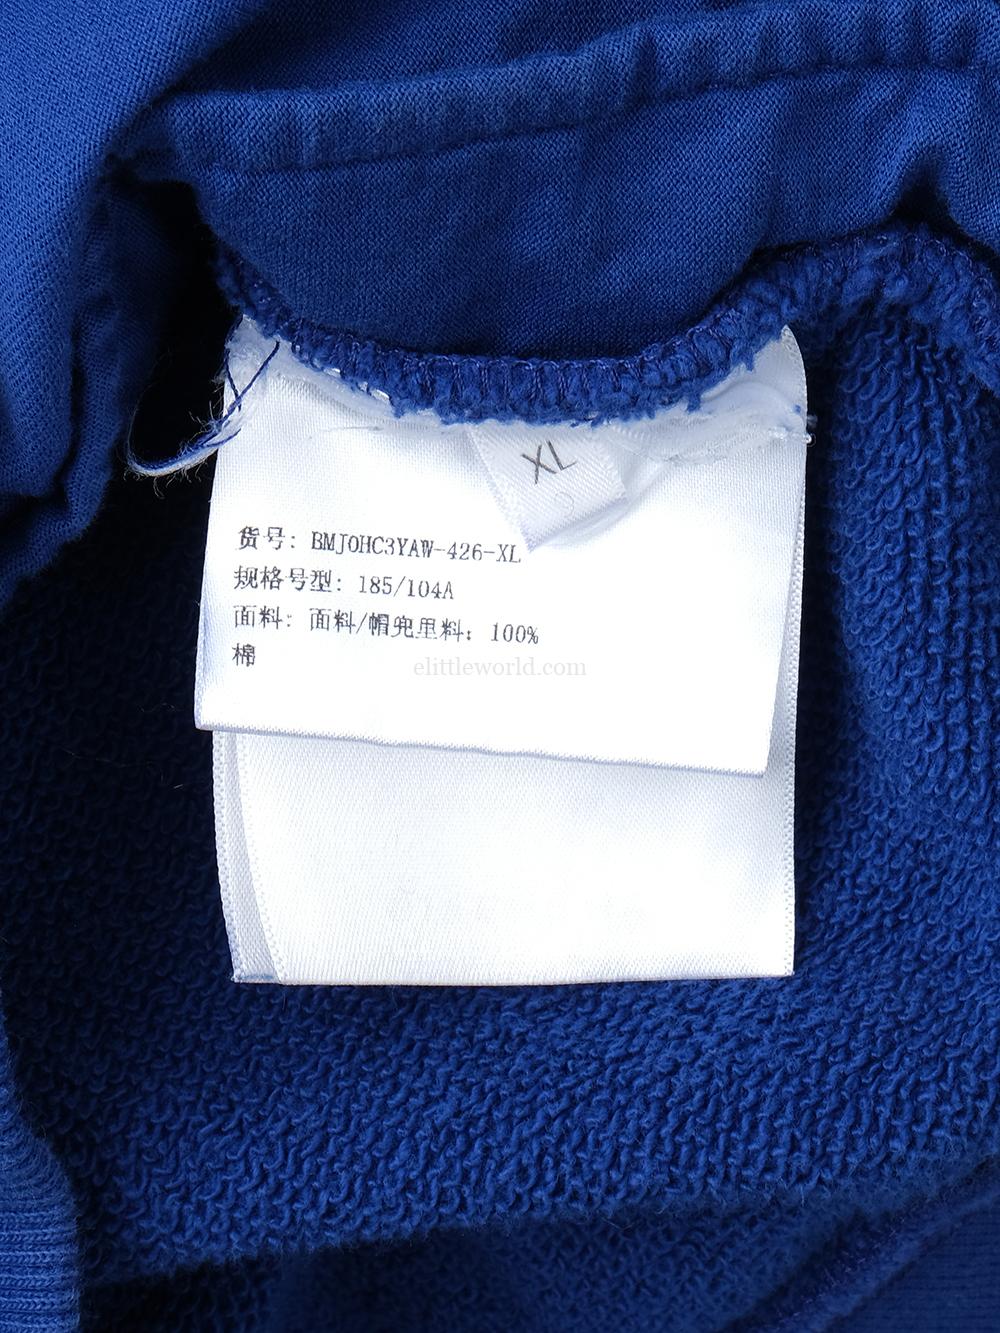 XL
货号: BMJ0HC3YAW-426-XL
规格号型: 185/104A
面料: 面料/帽兜里料: 100%
棉
elittleworld.com